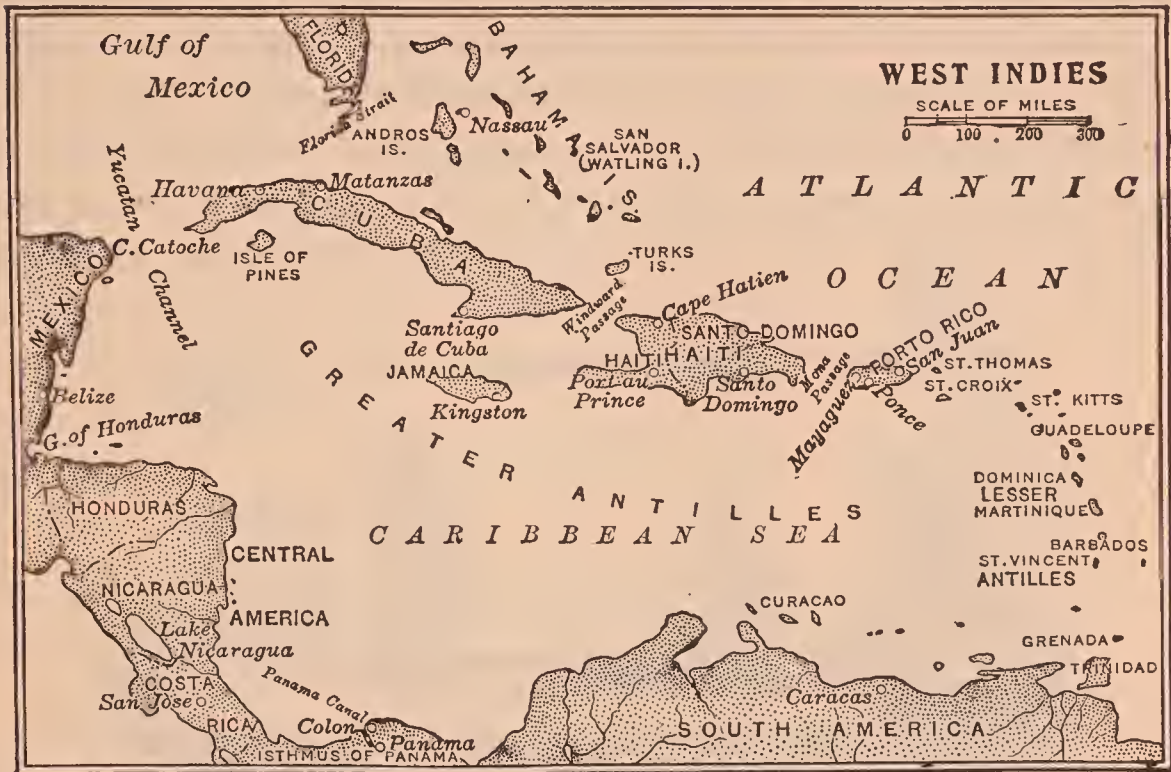 WEST INDIES
SCALE OF MILES
0 100 200 300
Gulf of
Mexico
FLORID
Florida Strait
BAHAMAS
ANDROS
IS.
Nassau
SAN
SALVADOR
(WATLING I.)
ATLANTIC
OCEAN
Yucatan
Channel
Havana
Matanzas
CUBA
C. Catoche
ISLE OF
PINES
TURKS
IS.
Windward
Passage
Cape Hatien
MEXICO
Santiago
de Cuba
JAMAICA
Kingston
SANTO DOMINGO
HAITI
HAITI
Port au
Prince
Santo
Domingo
Mona
Passage
PORTO RICO
San Juan
Mayaguez
Ponce
ST. THOMAS
ST. CROIX
ST. KITTS
GUADELOUPE
DOMINICA
LESSER
MARTINIQUE
BARBADOS
ST. VINCENT
ANTILLES
GRENADA
TRINIDAD
Belize
G. of Honduras
GREATER ANTILLES
CARIBBEAN SEA
HONDURAS
CENTRAL
NICARAGUA
AMERICA
Lake
Nicaragua
COSTA
San Jose
RICA
Panama Canal
Colon
Panama
ISTHMUS OF PANAMA
CURACAO
Caracas
SOUTH AMERICA